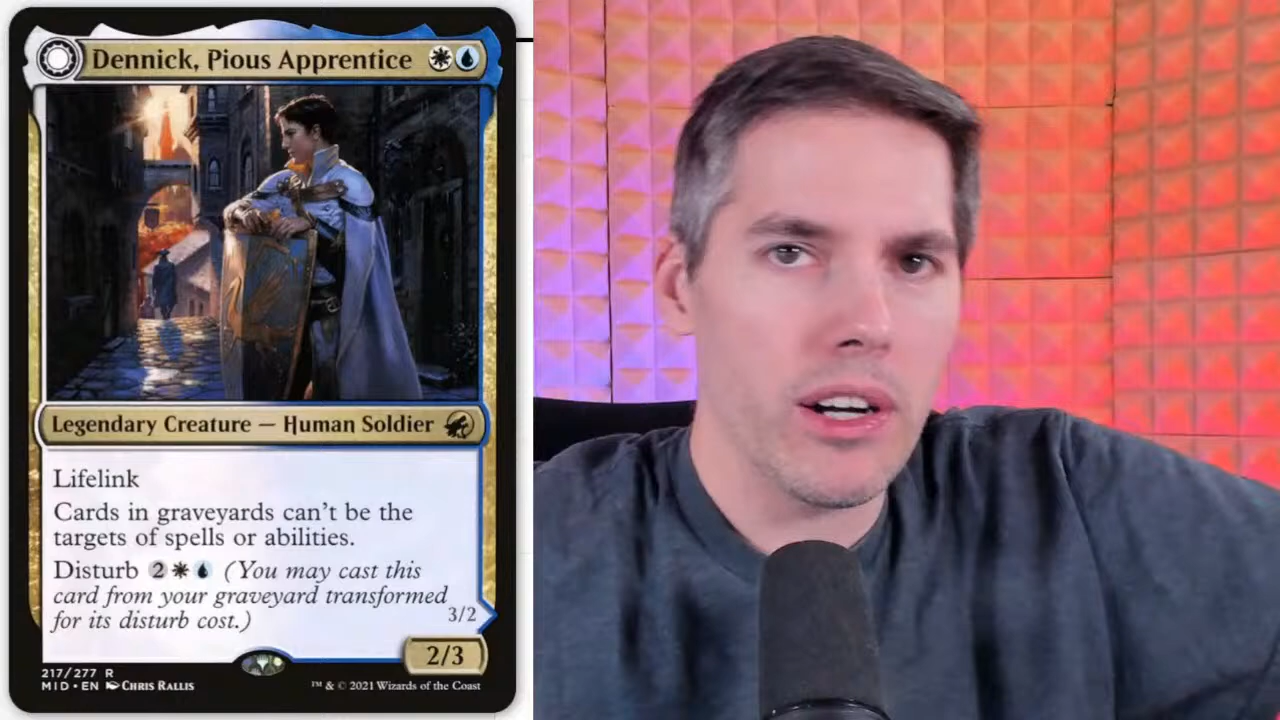 Dennick, Pious Apprentice
Legendary Creature — Human Soldier
Lifelink
Cards in graveyards can't be the
targets of spells or abilities.
Disturb 2 (You may cast this
card from your graveyard transformed
for its disturb cost.)
3/2
2/3
217/277 R
MID • EN Chris Rallis
™ & © 2021 Wizards of the Coast